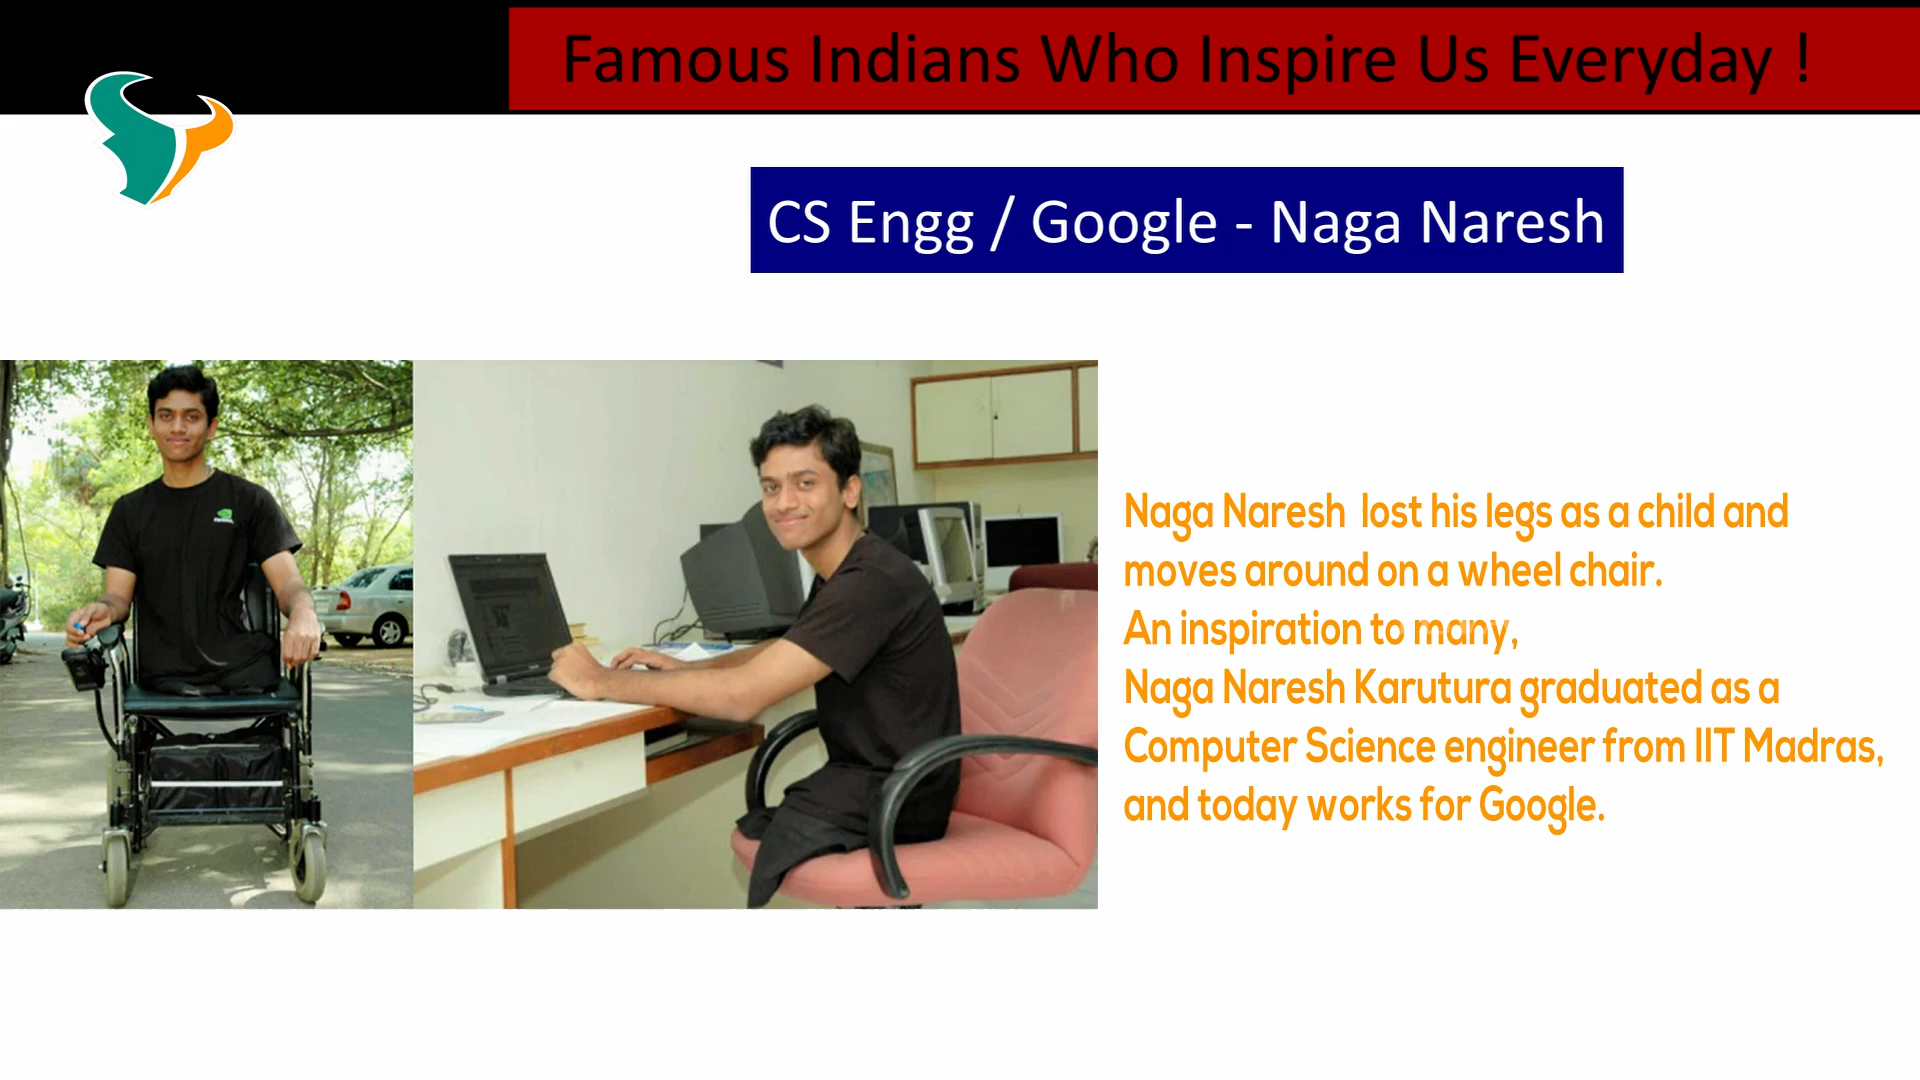 Famous Indians Who Inspire Us Everyday !
CS Engg / Google - Naga Naresh
Naga Naresh lost his legs as a child and
moves around on a wheel chair.
An inspiration to many,
Naga Naresh Karutura graduated as a
Computer Science engineer from IIT Madras,
and today works for Google.